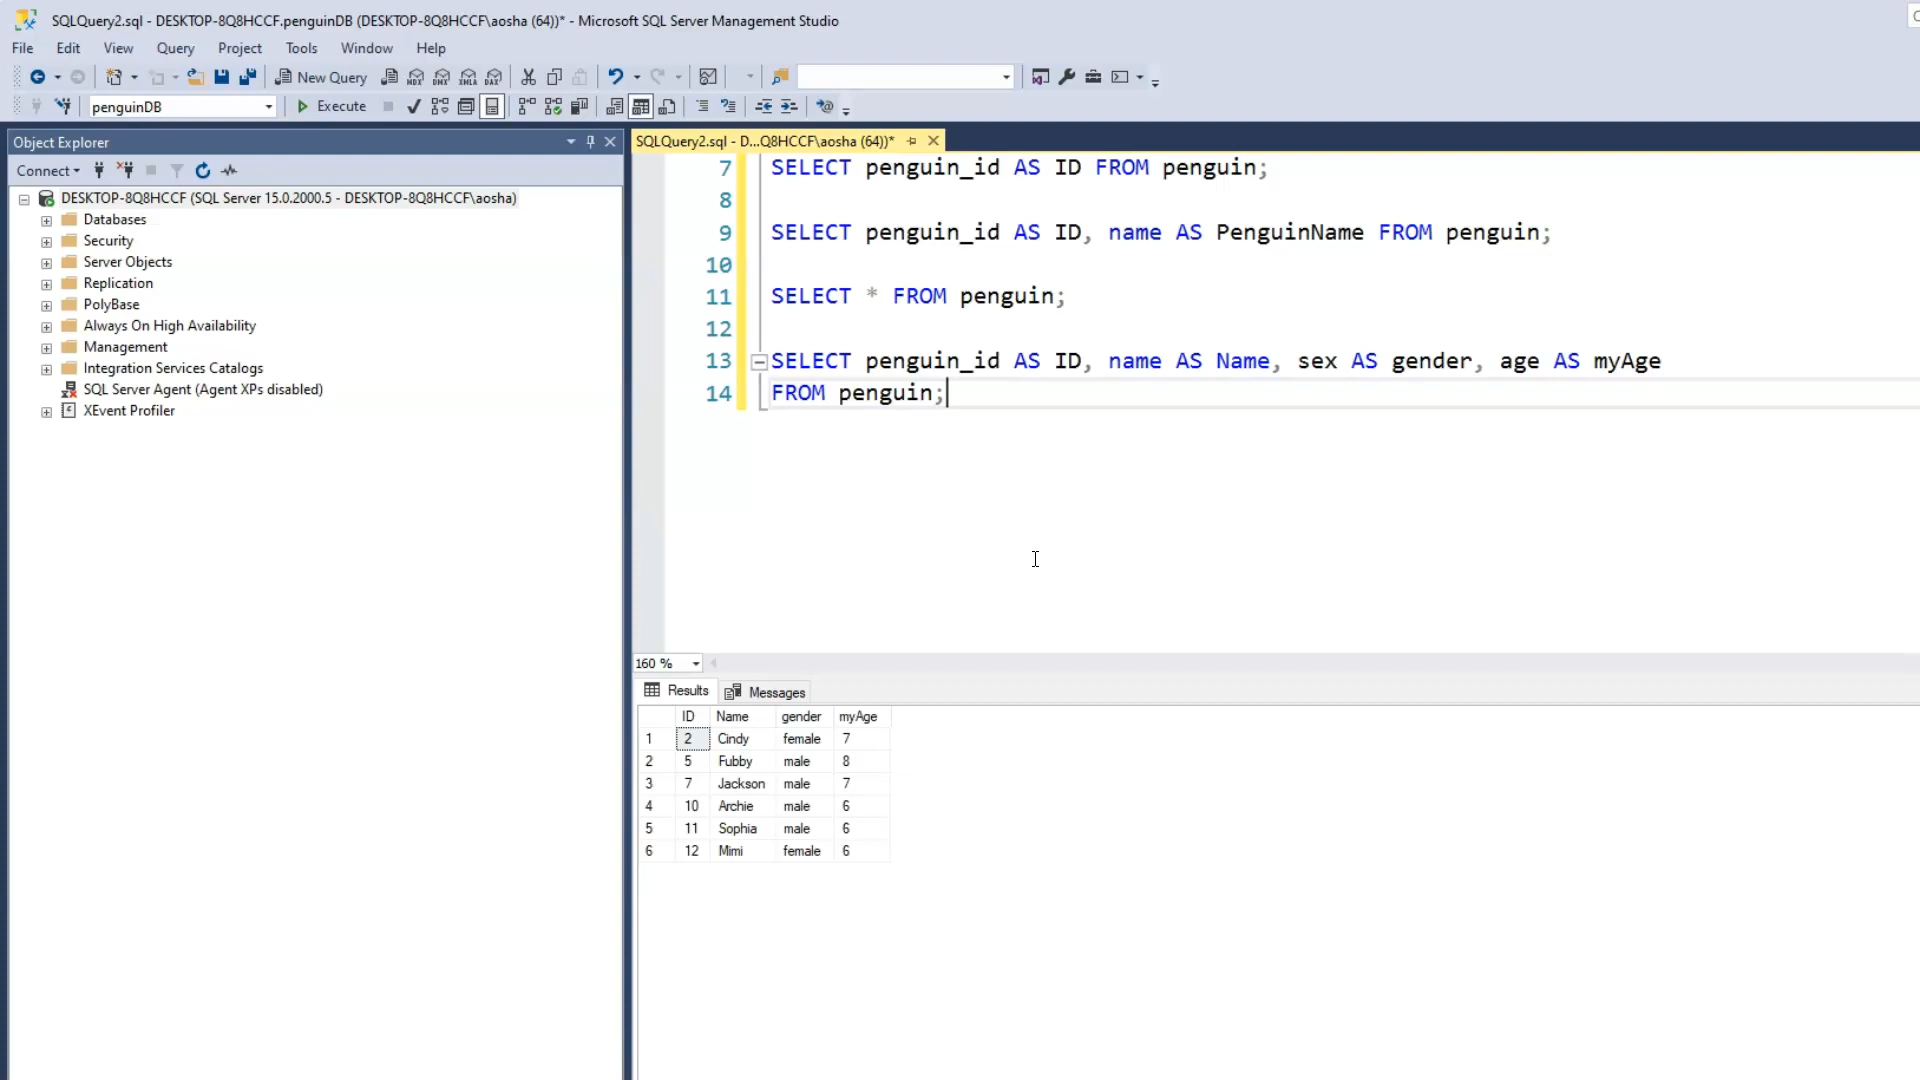 SQLQuery2.sql - DESKTOP-8Q8HCCF.penguinDB (DESKTOP-8Q8HCCF\aosha (64))* - Microsoft SQL Server Management Studio
File Edit View Query Project Tools Window Help
New Query MDX DMX XMLA DAX
penguinDB Execute
Object Explorer
SQLQuery2.sql - D...Q8HCCF\aosha (64))*
Connect
DESKTOP-8Q8HCCF (SQL Server 15.0.2000.5 - DESKTOP-8Q8HCCF\aosha)
Databases
Security
Server Objects
Replication
PolyBase
Always On High Availability
Management
Integration Services Catalogs
SQL Server Agent (Agent XPs disabled)
XEvent Profiler
7 SELECT penguin_id AS ID FROM penguin;
8
9 SELECT penguin_id AS ID, name AS PenguinName FROM penguin;
10
11 SELECT * FROM penguin;
12
13 SELECT penguin_id AS ID, name AS Name, sex AS gender, age AS myAge
14 FROM penguin;
160 %
Results Messages
ID Name gender myAge
1 2 Cindy female 7
2 5 Fubby male 8
3 7 Jackson male 7
4 10 Archie male 6
5 11 Sophia male 6
6 12 Mimi female 6